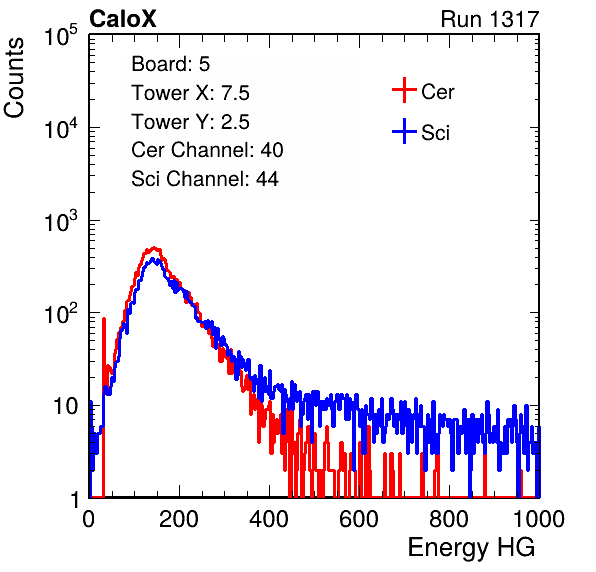 CaloX Run 1317
Counts
10^5
10^4
10^3
10^2
10
1
Board: 5
Tower X: 7.5
Tower Y: 2.5
Cer Channel: 40
Sci Channel: 44
Cer
Sci
0 200 400 600 800 1000
Energy HG